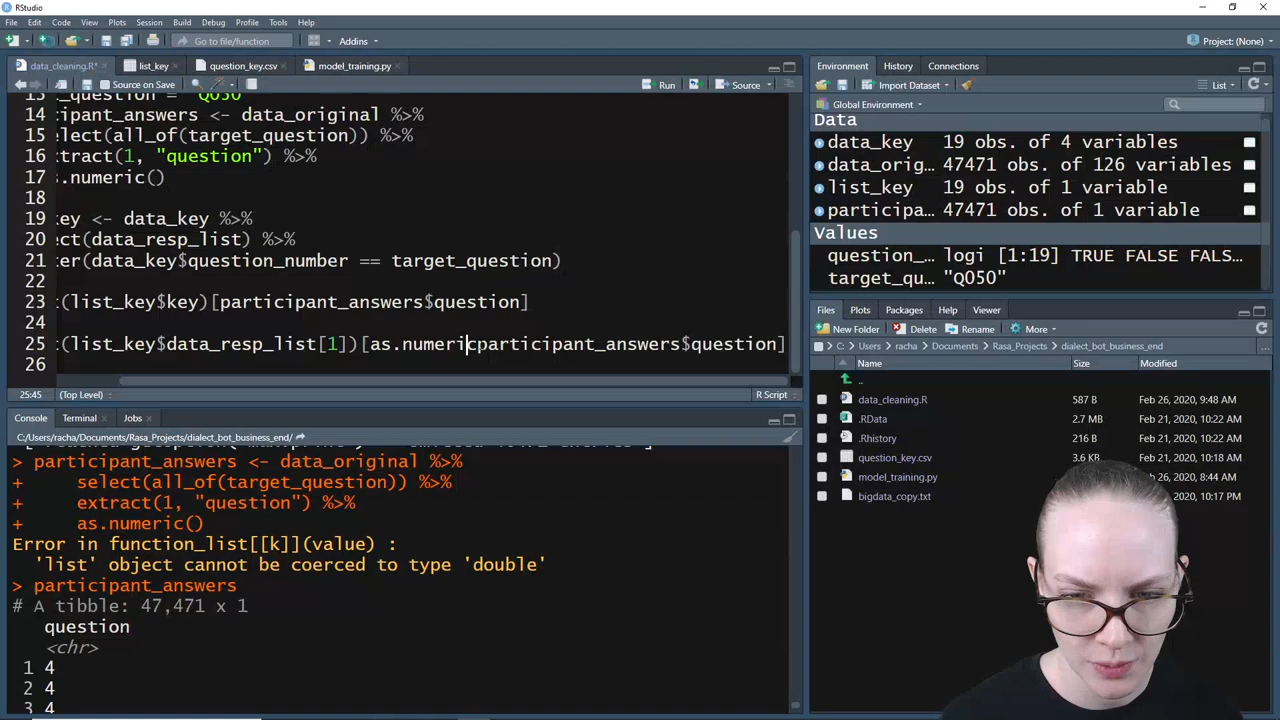 RStudio
File Edit Code View Plots Session Build Debug Profile Tools Help
Go to file/function Addins Project: (None)
data_cleaning.R* list_key question_key.csv model_training.py
Source on Save Run Source
14 cipant_answers <- data_original %>%
15 elect(all_of(target_question)) %>%
16 xtract(1, "question") %>%
17 s.numeric()
18
19 key <- data_key %>%
20 ect(data_resp_list) %>%
21 ter(data_key$question_number == target_question)
22
23 t(list_key$key)[participant_answers$question]
24
25 t(list_key$data_resp_list[1])[as.numericparticipant_answers$question]
26
25:45 (Top Level) R Script
Console Terminal Jobs
C:/Users/racha/Documents/Rasa_Projects/dialect_bot_business_end/
> participant_answers <- data_original %>%
+ select(all_of(target_question)) %>%
+ extract(1, "question") %>%
+ as.numeric()
Error in function_list[[k]](value) :
'list' object cannot be coerced to type 'double'
> participant_answers
# A tibble: 47,471 x 1
question
<chr>
1 4
2 4
3 4
Environment History Connections
Import Dataset List
Global Environment
Data
data_key 19 obs. of 4 variables
data_orig… 47471 obs. of 126 variables
list_key 19 obs. of 1 variable
participa… 47471 obs. of 1 variable
Values
question_… logi [1:19] TRUE FALSE FALS…
target_qu… "Q050"
Files Plots Packages Help Viewer
New Folder Delete Rename More
C: Users racha Documents Rasa_Projects dialect_bot_business_end ...
Name Size Modified
..
data_cleaning.R 587 B Feb 26, 2020, 9:48 AM
.RData 2.7 MB Feb 21, 2020, 10:22 AM
.Rhistory 216 B Feb 21, 2020, 10:22 AM
question_key.csv 3.6 KB Feb 21, 2020, 10:18 AM
model_training.py 2020, 8:44 AM
bigdata_copy.txt 2020, 10:17 PM